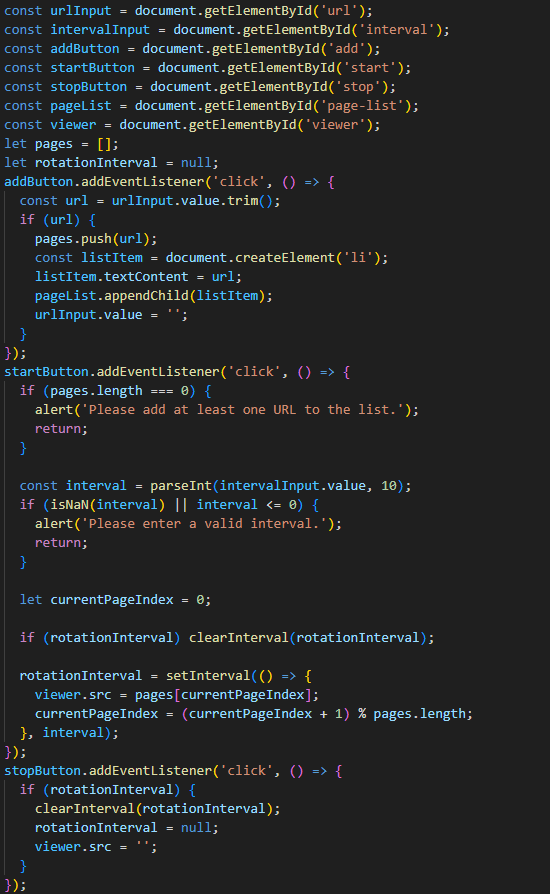 const urlInput = document.getElementById('url');
const intervalInput = document.getElementById('interval');
const addButton = document.getElementById('add');
const startButton = document.getElementById('start');
const stopButton = document.getElementById('stop');
const pageList = document.getElementById('page-list');
const viewer = document.getElementById('viewer');
let pages = [];
let rotationInterval = null;
addButton.addEventListener('click', () => {
  const url = urlInput.value.trim();
  if (url) {
    pages.push(url);
    const listItem = document.createElement('li');
    listItem.textContent = url;
    pageList.appendChild(listItem);
    urlInput.value = '';
  }
});
startButton.addEventListener('click', () => {
  if (pages.length === 0) {
    alert('Please add at least one URL to the list.');
    return;
  }

  const interval = parseInt(intervalInput.value, 10);
  if (isNaN(interval) || interval <= 0) {
    alert('Please enter a valid interval.');
    return;
  }

  let currentPageIndex = 0;

  if (rotationInterval) clearInterval(rotationInterval);

  rotationInterval = setInterval(() => {
    viewer.src = pages[currentPageIndex];
    currentPageIndex = (currentPageIndex + 1) % pages.length;
  }, interval);
});
stopButton.addEventListener('click', () => {
  if (rotationInterval) {
    clearInterval(rotationInterval);
    rotationInterval = null;
    viewer.src = '';
  }
});